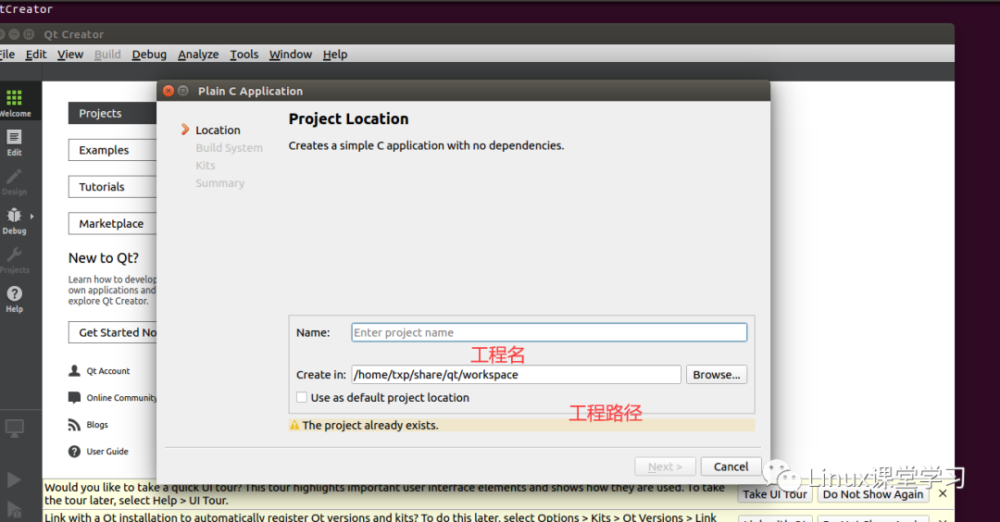 tCreator
Qt Creator
File Edit View Build Debug Analyze Tools Window Help
Welcome
Edit
Design
Debug
Projects
Help
Projects
Examples
Tutorials
Marketplace
New to Qt?
Learn how to develop
own applications and
explore Qt Creator.
Get Started No
Qt Account
Online Community
Blogs
User Guide
Plain C Application
Location
Build System
Kits
Summary
Project Location
Creates a simple C application with no dependencies.
Name: Enter project name
工程名
Create in: /home/txp/share/qt/workspace Browse...
Use as default project location
工程路径
The project already exists.
Next > Cancel
Linux课堂学习
Would you like to take a quick UI tour? This tour highlights important user interface elements and shows how they are used. To take
the tour later, select Help > UI Tour.
Take UI Tour Do Not Show Again
Link with a Qt installation to automatically register Qt versions and kits? To do this later, select Options > Kits > Qt Versions > Link